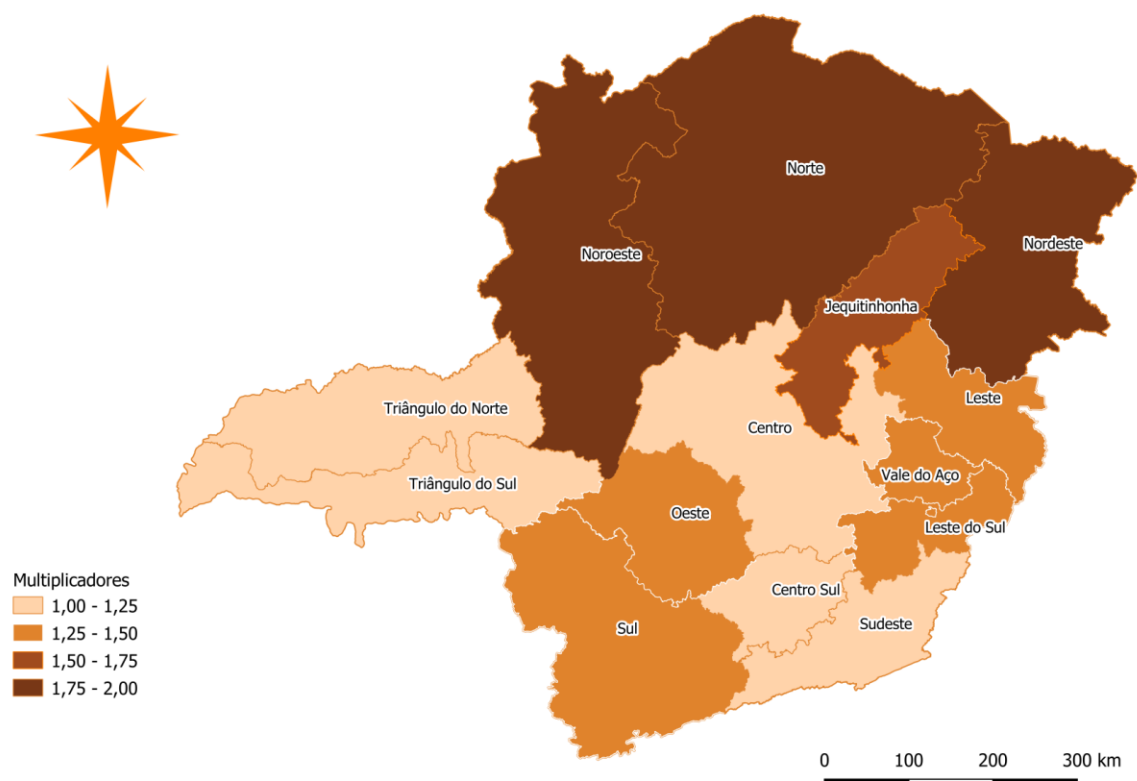 Norte
Nordeste
Noroeste
Jequitinhonha
Leste
Triângulo do Norte
Centro
Vale do Aço
Triângulo do Sul
Oeste
Leste do Sul
Multiplicadores
1,00 - 1,25
1,25 - 1,50
1,50 - 1,75
1,75 - 2,00
Centro Sul
Sudeste
Sul
0 100 200 300 km